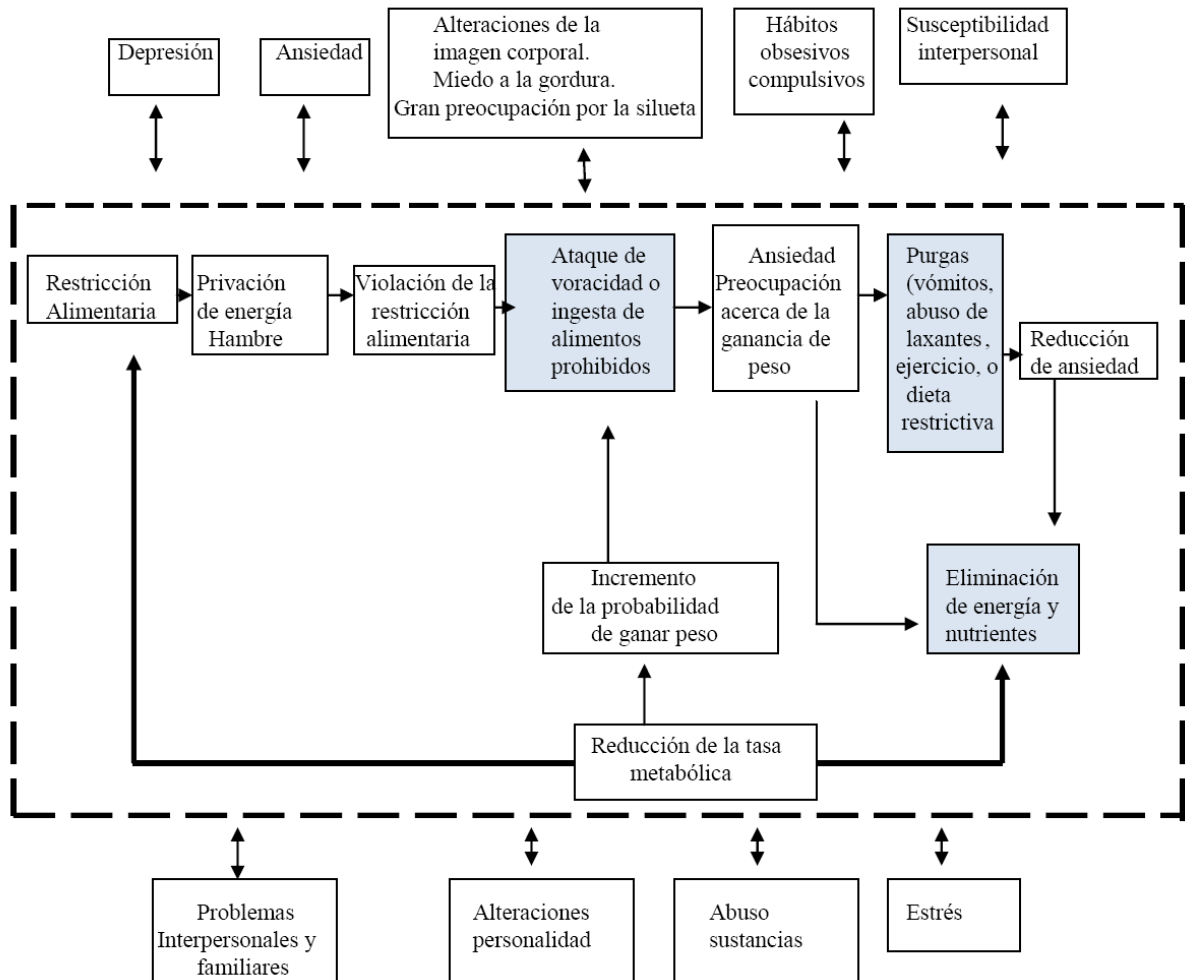 Depresión
Ansiedad
Alteraciones de la
imagen corporal.
Miedo a la gordura.
Gran preocupación por la silueta
Hábitos
obsesivos
compulsivos
Susceptibilidad
interpersonal
Restricción
Alimentaria
Privación
de energía
Hambre
Violación de la
restricción
alimentaria
Ataque de
voracidad o
ingesta de
alimentos
prohibidos
Ansiedad
Preocupación
acerca de la
ganancia de
peso
Purgas
(vómitos,
abuso de
laxantes,
ejercicio, o
dieta
restrictiva
Reducción
de ansiedad
Incremento
de la probabilidad
de ganar peso
Eliminación
de energía y
nutrientes
Reducción de la tasa
metabólica
Problemas
Interpersonales y
familiares
Alteraciones
personalidad
Abuso
sustancias
Estrés